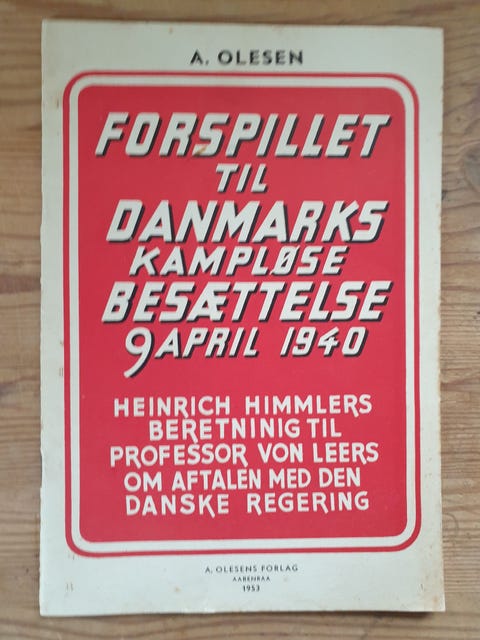 A. OLESEN
FORSPILLET
TIL
DANMARKS
KAMPLØSE
BESÆTTELSE
9 APRIL 1940
HEINRICH HIMMLERS
BERETNINIG TIL
PROFESSOR VON LEERS
OM AFTALEN MED DEN
DANSKE REGERING
A. OLESENS FORLAG
AABENRAA
1953